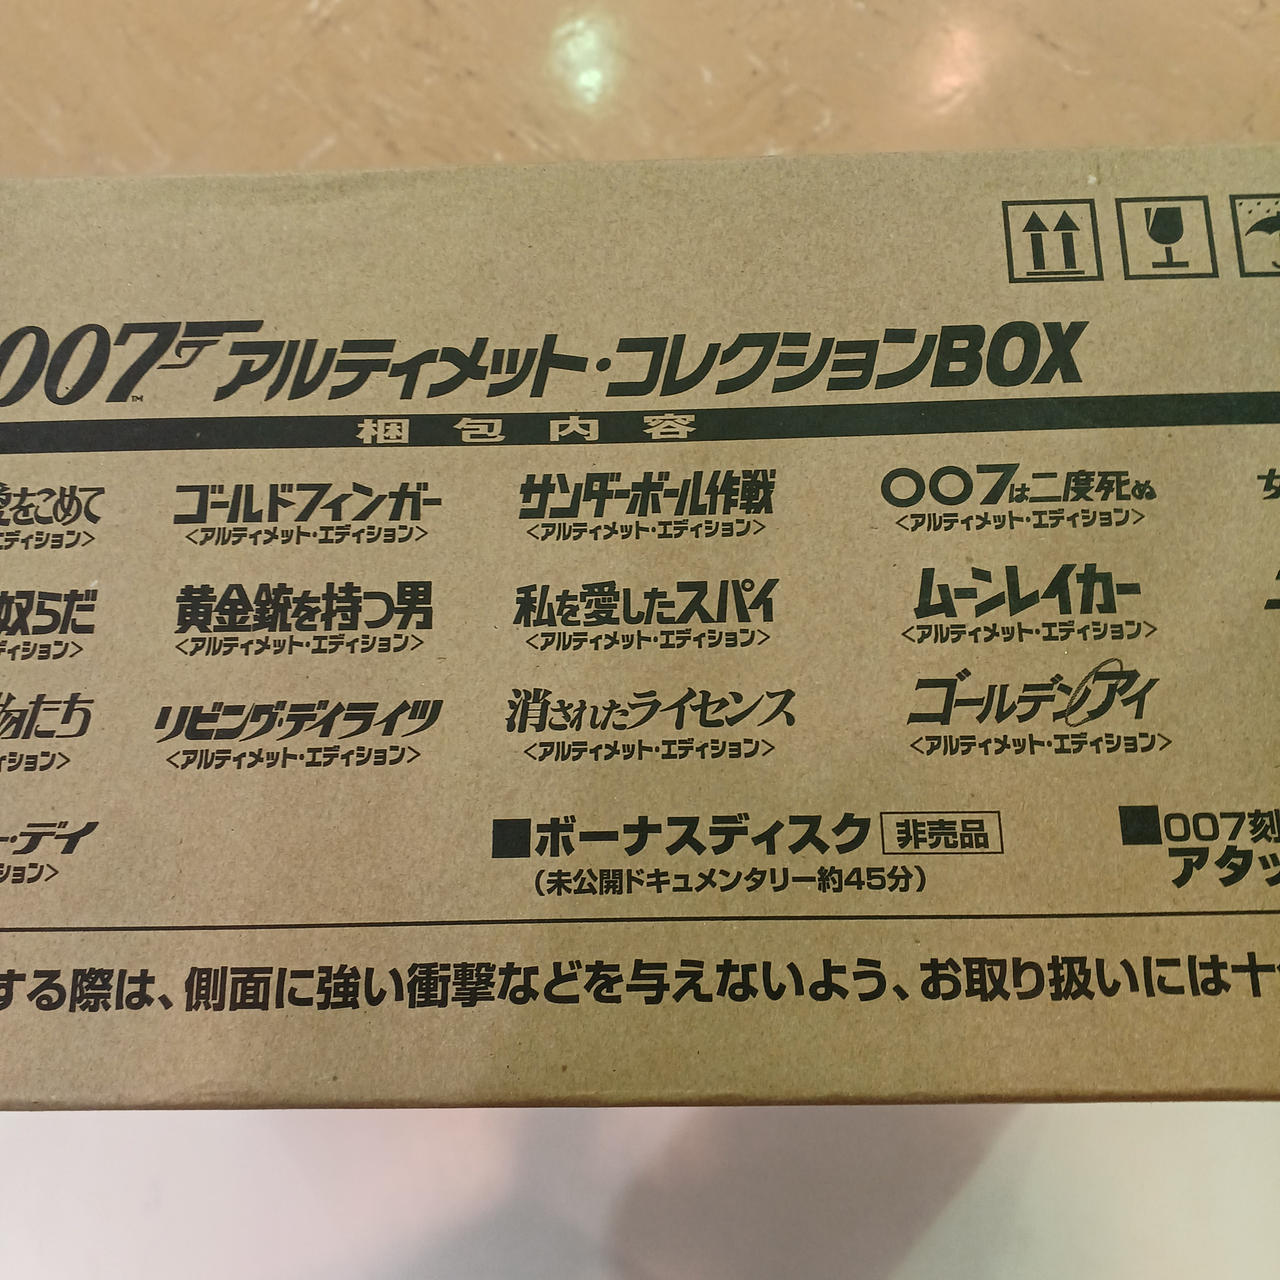 007 アルティメット・コレクションBOX
TM
梱包内容
愛をこめて ゴールドフィンガー サンダーボール作戦 007は二度死ぬ 女
エディション> <アルティメット・エディション> <アルティメット・エディション> <アルティメット・エディション>
奴らだ 黄金銃を持つ男 私を愛したスパイ ムーンレイカー
ディション> <アルティメット・エディション> <アルティメット・エディション> <アルティメット・エディション>
物たち リビング・デイライツ 消されたライセンス ゴールデンアイ
ィション> <アルティメット・エディション> <アルティメット・エディション> <アルティメット・エディション>
ー・デイ ■ボーナスディスク 非売品 ■007刻
ション> (未公開ドキュメンタリー約45分) アタッ
する際は、側面に強い衝撃などを与えないよう、お取り扱いには十